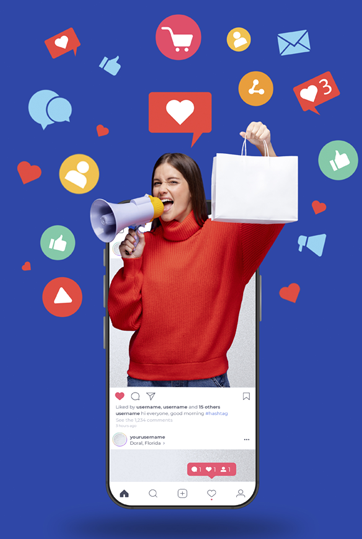 3
Liked by username, username and 15 others
username hi everyone, good morning #hashtag
yourusername
Doral, Florida >
1 1 1